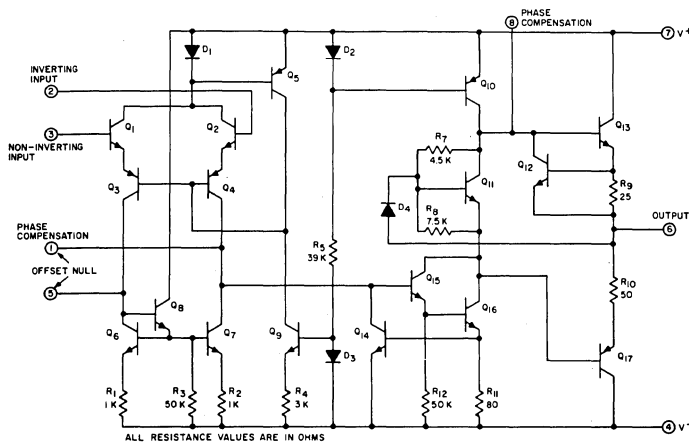 PHASE
COMPENSATION
8
7 V+
D1
D2
INVERTING
INPUT
2
Q5
Q10
3
Q1
Q2
R7
4.5 K
Q13
NON-INVERTING
INPUT
Q12
Q3
Q4
Q11
R9
25
D4
R8
7.5 K
OUTPUT
6
PHASE
COMPENSATION
1
R5
39 K
OFFSET NULL
Q15
R10
50
5
Q8
Q16
Q6
Q7
Q9
Q14
Q17
D3
R1
1 K
R3
50 K
R2
1 K
R4
3 K
R12
50 K
R11
80
4 V-
ALL RESISTANCE VALUES ARE IN OHMS